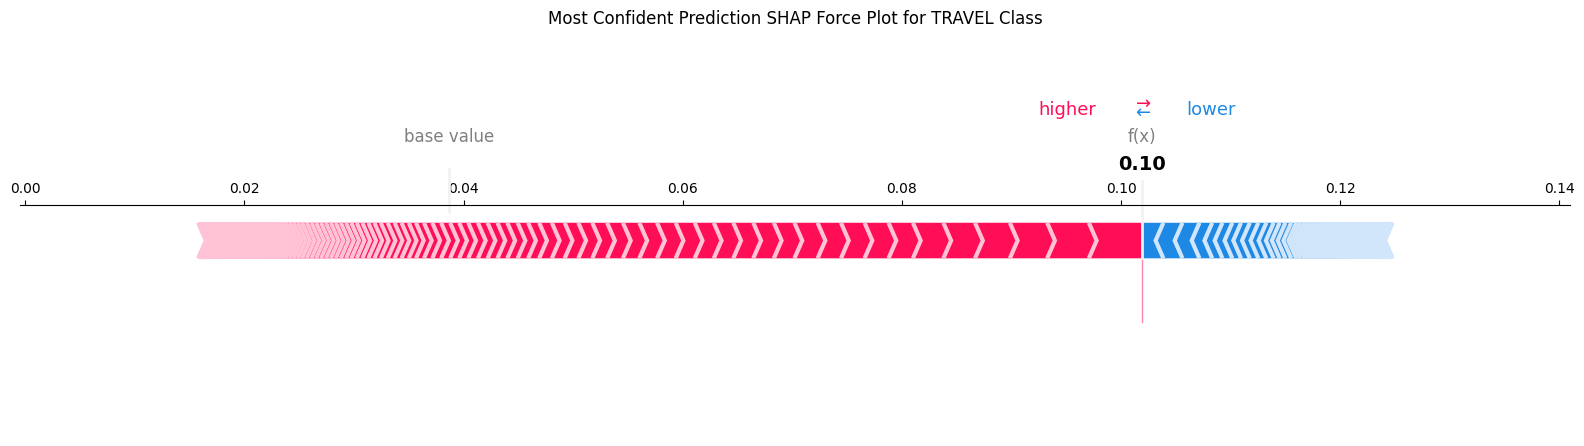 Most Confident Prediction SHAP Force Plot for TRAVEL Class
higher ⇄ lower
base value f(x)
0.10
0.00 0.02 0.04 0.06 0.08 0.10 0.12 0.14